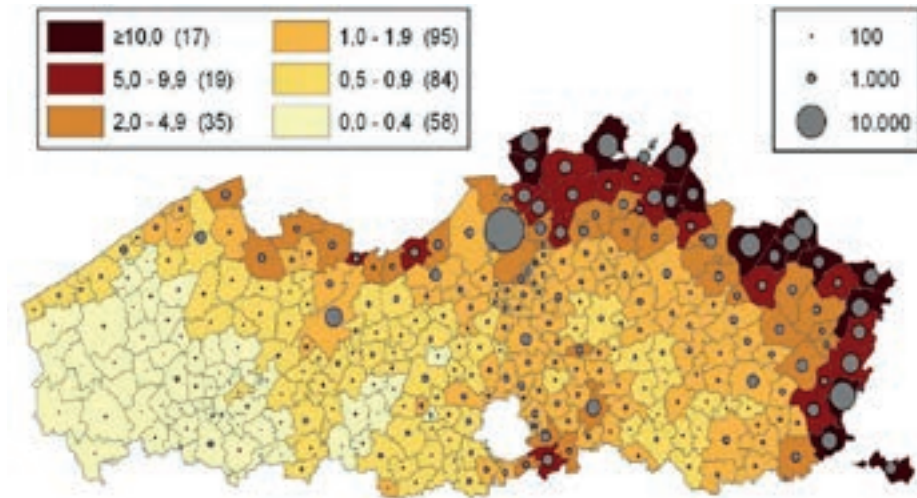 ≥10,0 (17)
5,0 - 9,9 (19)
2,0 - 4,9 (35)
1,0 - 1,9 (95)
0,5 - 0,9 (84)
0,0 - 0,4 (58)
100
1.000
10.000